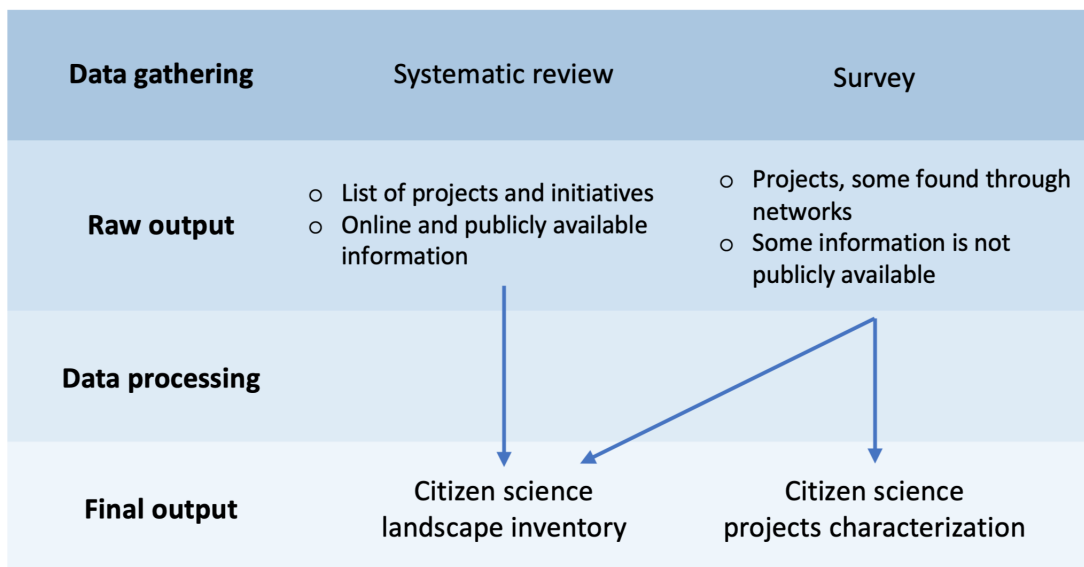 Data gathering
Systematic review
Survey
Raw output
○ List of projects and initiatives
○ Online and publicly available
information
○ Projects, some found through
networks
○ Some information is not
publicly available
Data processing
Final output
Citizen science
landscape inventory
Citizen science
projects characterization